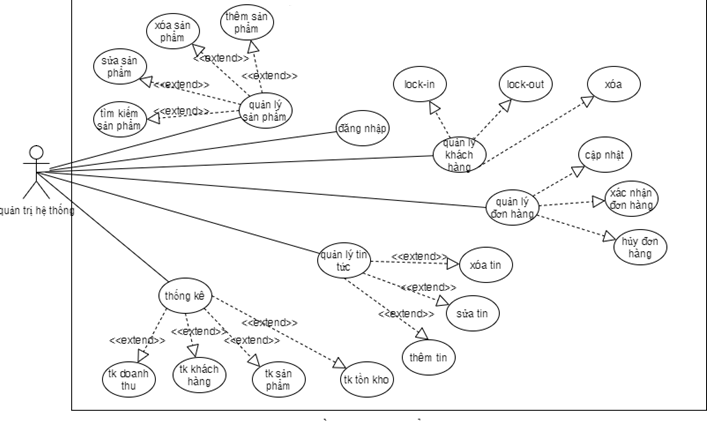 thêm sản
phẩm
xóa sản
phẩm
<<extend>>
sửa sản
phẩm
<<extend>>
<<extend>>
tìm kiếm
sản phẩm
<<extend>>
quản lý
sản phẩm
lock-in
lock-out
xóa
đăng nhập
quản lý
khách
hàng
cập nhật
xác nhận
đơn hàng
quản lý
đơn hàng
hủy đơn
hàng
quản trị hệ thống
quản lý tin
tức
<<extend>>
xóa tin
<<extend>>
sửa tin
<<extend>>
thêm tin
thống kê
<<extend>>
<<extend>>
<<extend>>
<<extend>>
tk doanh
thu
tk khách
hàng
tk sản
phẩm
tk tồn kho